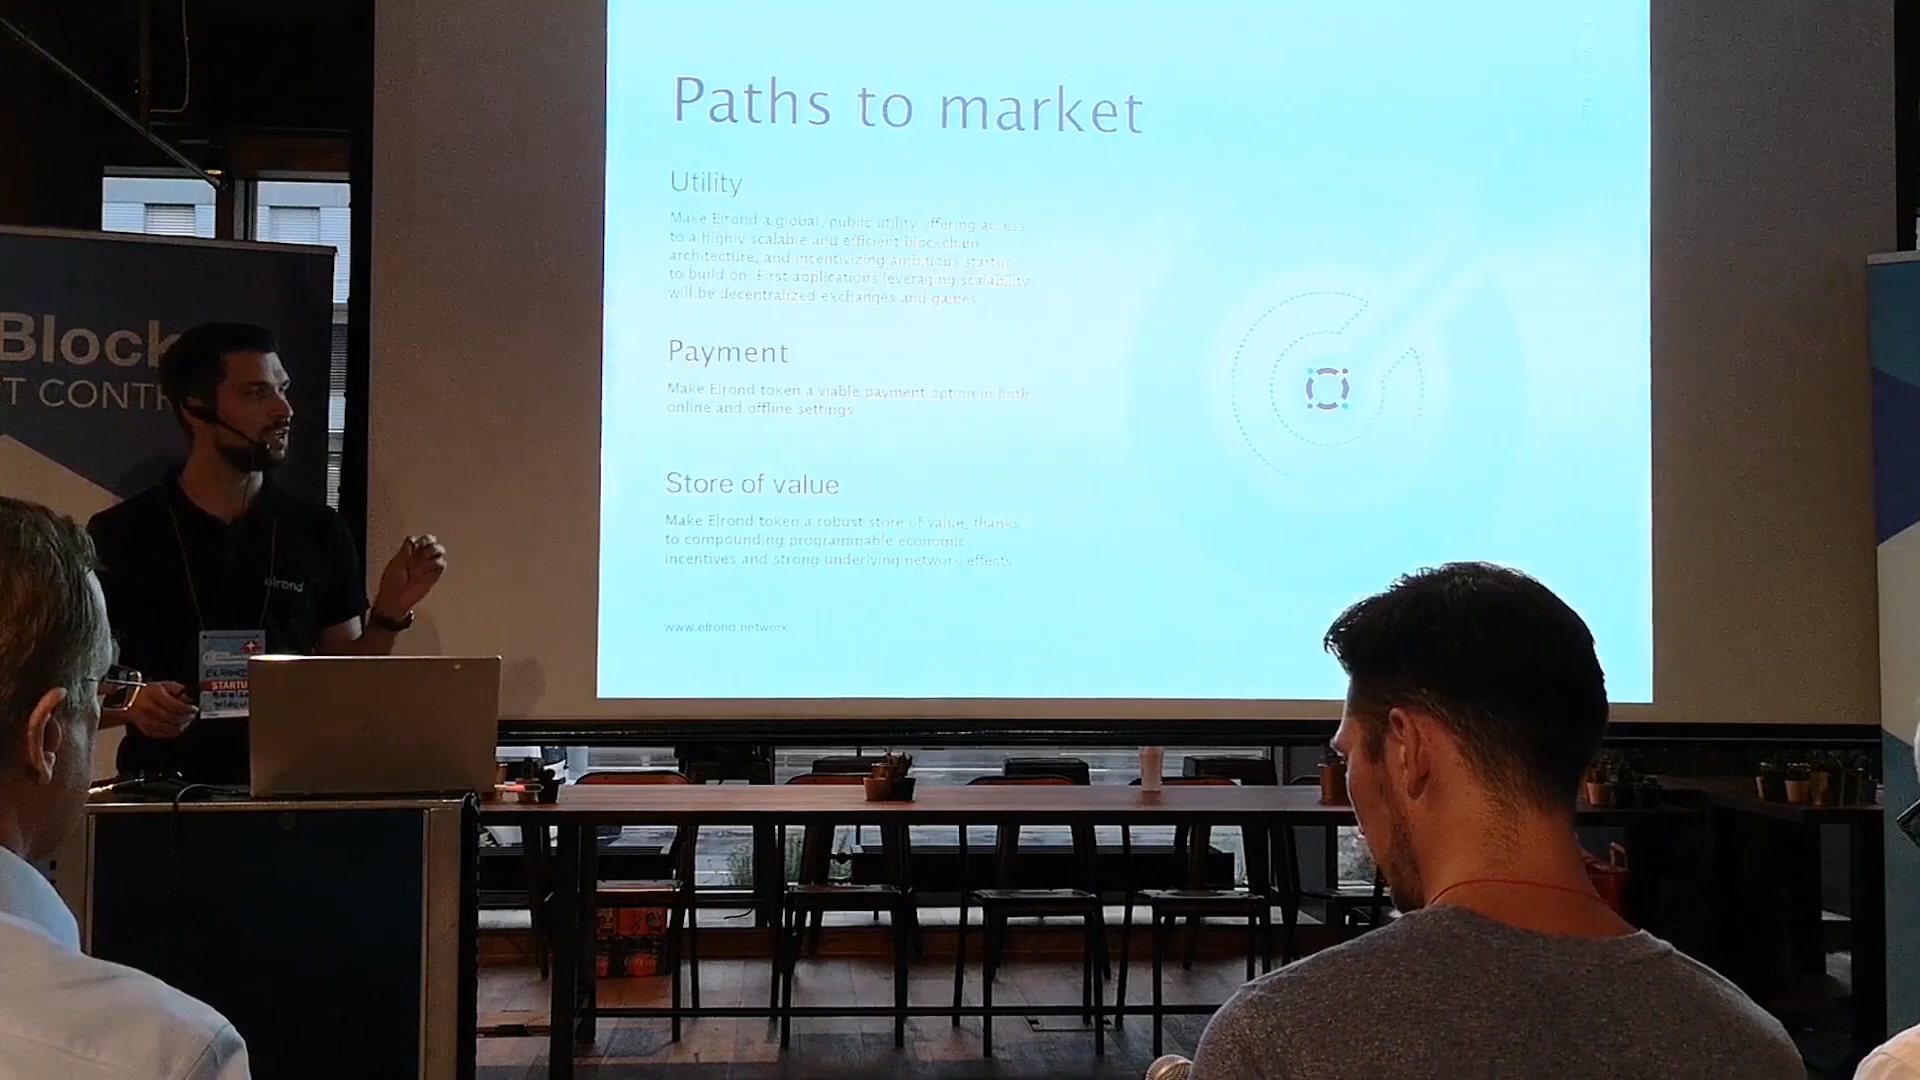 Paths to market
Utility
Make Elrond a global, public utility offering access
to a highly scalable and efficient blockchain
architecture, and incentivizing ambitious startups
to build on. First applications leveraging scalability
will be decentralized exchanges and games
Payment
Make Elrond token a viable payment option in both
online and offline settings
Store of value
Make Elrond token a robust store of value, thanks
to compounding programmable economic
incentives and strong underlying network effects
www.elrond.network
Block
T CONTR
elrond
STARTU